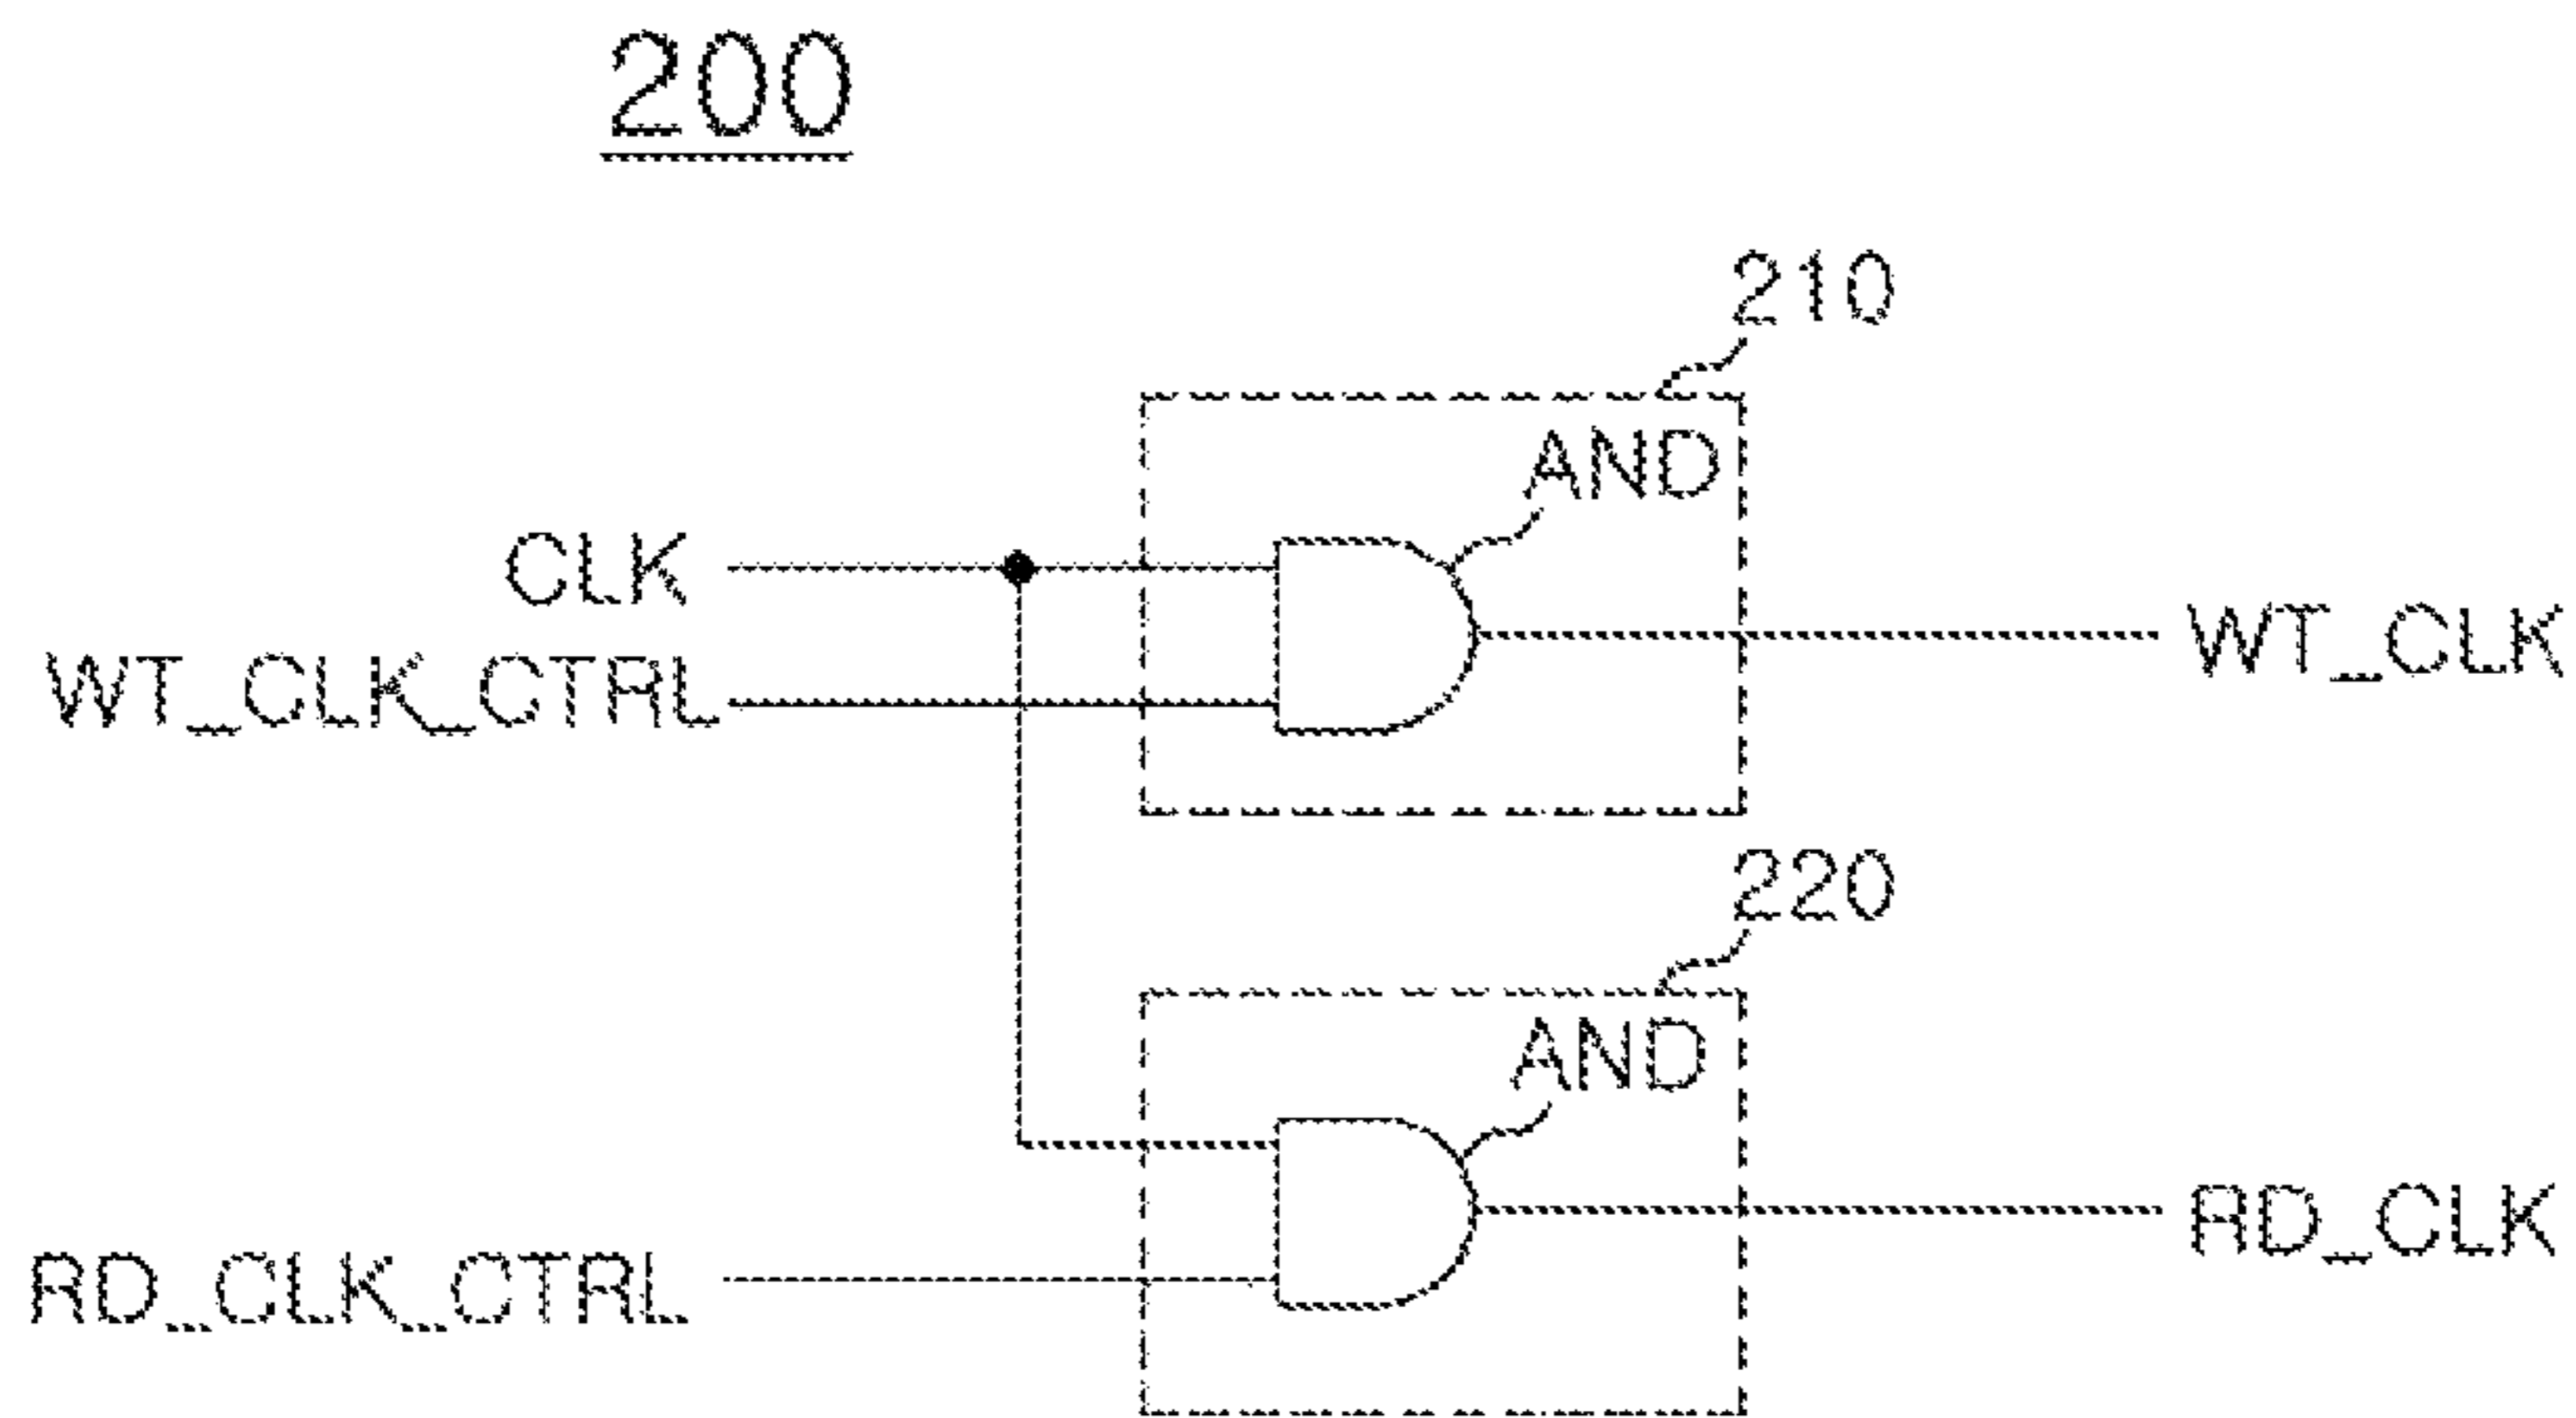 200
210
AND
CLK
WT_CLK
WT_CLK_CTRL
220
AND
RD_CLK
RD_CLK_CTRL